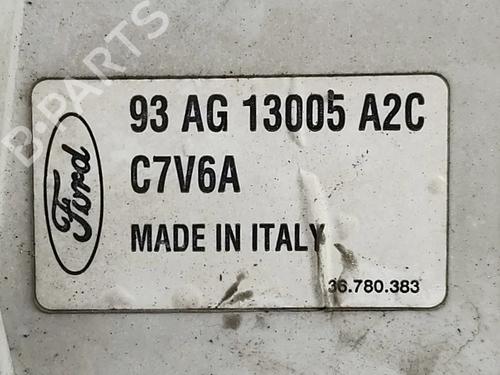 B-PARTS
Ford
93 AG 13005 A2C
C7V6A
MADE IN ITALY
36.780.383